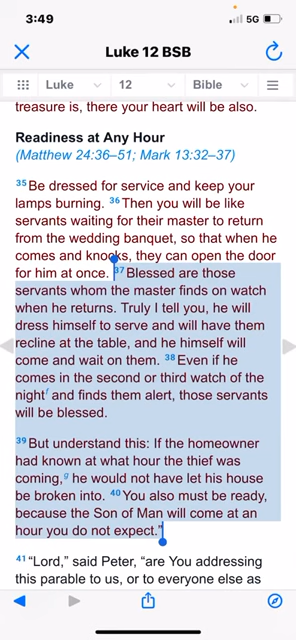 3:49
5G
Luke 12 BSB
Luke
12
Bible
treasure is, there your heart will be also.
Readiness at Any Hour
(Matthew 24:36–51; Mark 13:32–37)
35 Be dressed for service and keep your
lamps burning. 36 Then you will be like
servants waiting for their master to return
from the wedding banquet, so that when he
comes and knocks, they can open the door
for him at once. 37 Blessed are those
servants whom the master finds on watch
when he returns. Truly I tell you, he will
dress himself to serve and will have them
recline at the table, and he himself will
come and wait on them. 38 Even if he
comes in the second or third watch of the
night f and finds them alert, those servants
will be blessed.
39 But understand this: If the homeowner
had known at what hour the thief was
coming, g he would not have let his house
be broken into. 40 You also must be ready,
because the Son of Man will come at an
hour you do not expect.”
41 “Lord,” said Peter, “are You addressing
this parable to us, or to everyone else as